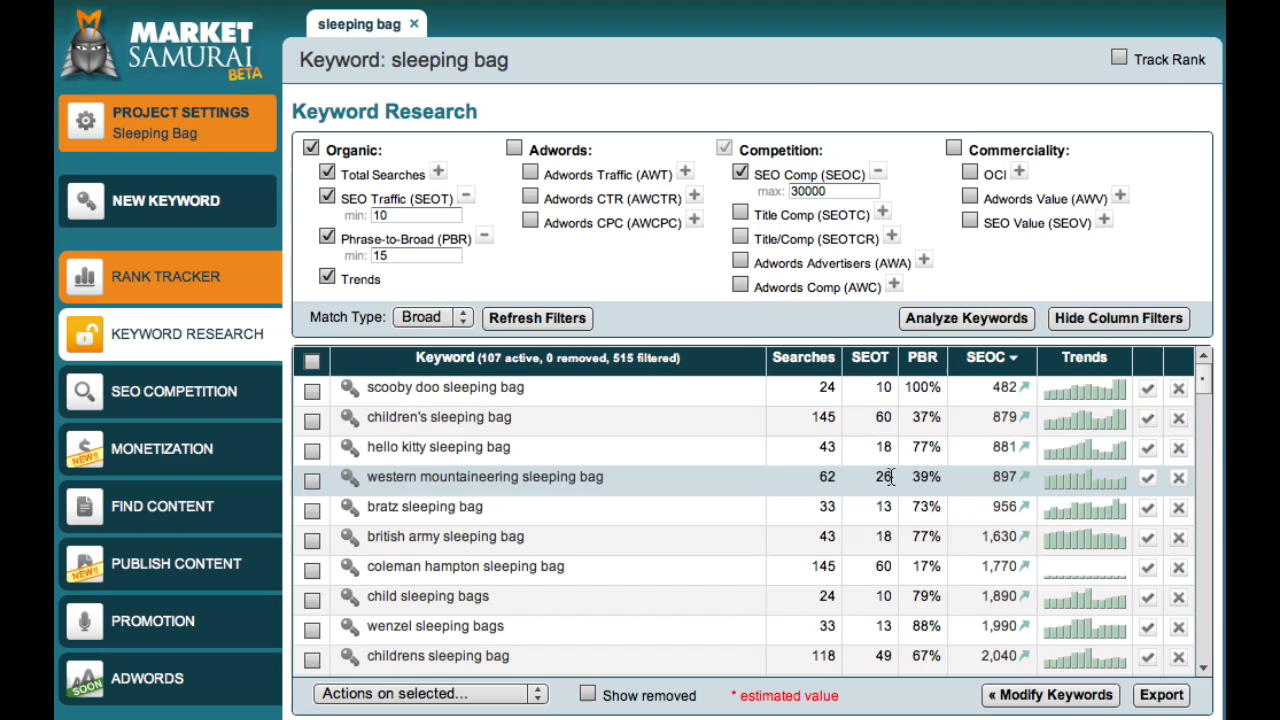 MARKET
SAMURAI
BETA
sleeping bag ×
Keyword: sleeping bag
Track Rank
PROJECT SETTINGS
Sleeping Bag
NEW KEYWORD
RANK TRACKER
KEYWORD RESEARCH
SEO COMPETITION
NEW!!
MONETIZATION
FIND CONTENT
NEW!!
PUBLISH CONTENT
PROMOTION
SOON
ADWORDS
Keyword Research
Organic:
Total Searches +
SEO Traffic (SEOT) −
min: 10
Phrase-to-Broad (PBR) −
min: 15
Trends
Adwords:
Adwords Traffic (AWT) +
Adwords CTR (AWCTR) +
Adwords CPC (AWCPC) +
Competition:
SEO Comp (SEOC) −
max: 30000
Title Comp (SEOTC) +
Title/Comp (SEOTCR) +
Adwords Advertisers (AWA) +
Adwords Comp (AWC) +
Commerciality:
OCI +
Adwords Value (AWV) +
SEO Value (SEOV) +
Match Type: Broad Refresh Filters Analyze Keywords Hide Column Filters
Keyword (107 active, 0 removed, 515 filtered) Searches SEOT PBR SEOC Trends
scooby doo sleeping bag 24 10 100% 482
children's sleeping bag 145 60 37% 879
hello kitty sleeping bag 43 18 77% 881
western mountaineering sleeping bag 62 26 39% 897
bratz sleeping bag 33 13 73% 956
british army sleeping bag 43 18 77% 1,630
coleman hampton sleeping bag 145 60 17% 1,770
child sleeping bags 24 10 79% 1,890
wenzel sleeping bags 33 13 88% 1,990
childrens sleeping bag 118 49 67% 2,040
Actions on selected... Show removed * estimated value « Modify Keywords Export